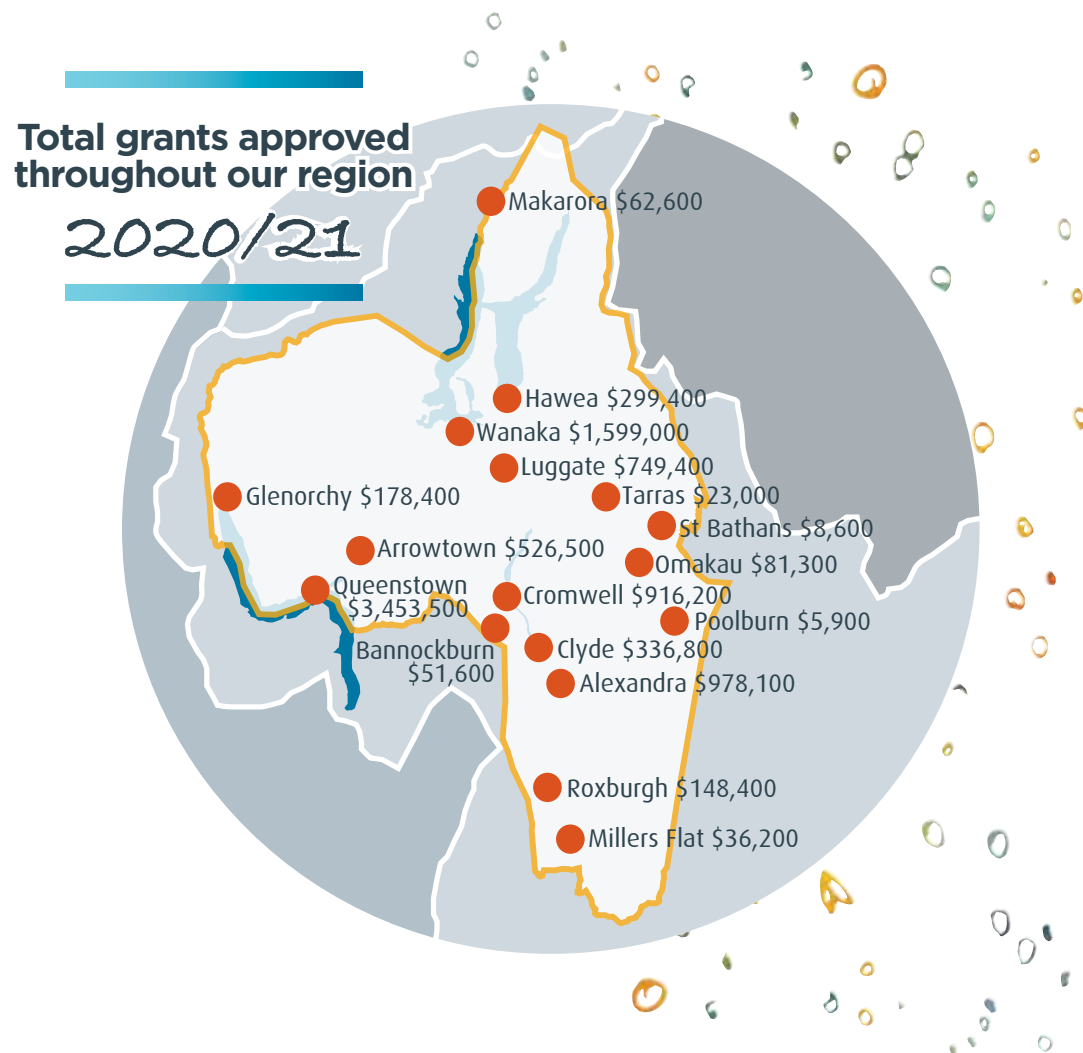 Total grants approved
throughout our region
2020/21
Makarora $62,600
Hawea $299,400
Wanaka $1,599,000
Luggate $749,400
Glenorchy $178,400
Tarras $23,000
St Bathans $8,600
Arrowtown $526,500
Omakau $81,300
Queenstown
$3,453,500
Cromwell $916,200
Poolburn $5,900
Bannockburn
$51,600
Clyde $336,800
Alexandra $978,100
Roxburgh $148,400
Millers Flat $36,200